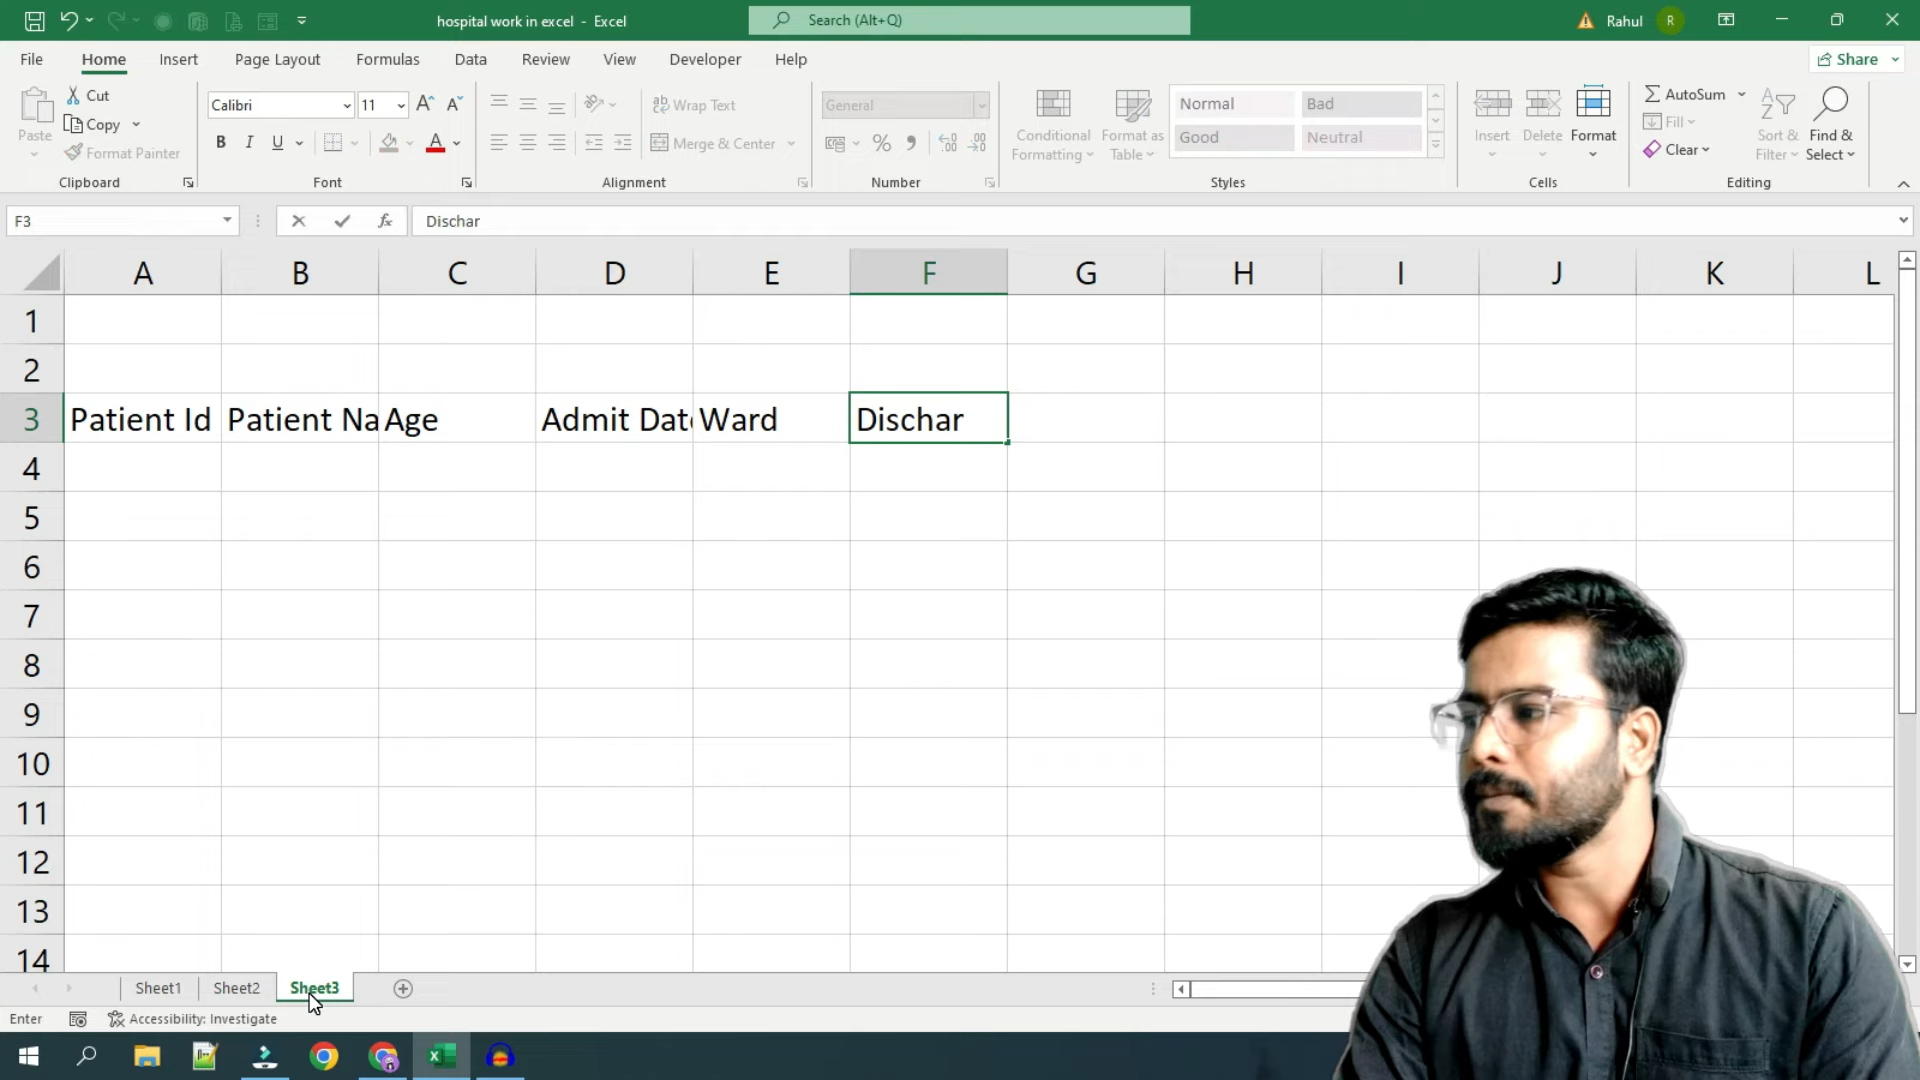 hospital work in excel - Excel
Search (Alt+Q)
Rahul
R
File Home Insert Page Layout Formulas Data Review View Developer Help
Share
Paste
Cut
Copy
Format Painter
Clipboard
Calibri 11
B I U
Font
Wrap Text
Merge & Center
Alignment
General
Number
Conditional Formatting
Format as Table
Normal Bad
Good Neutral
Styles
Insert Delete Format
Cells
AutoSum
Fill
Clear
Sort & Filter
Find & Select
Editing
F3
fx
Dischar
A B C D E F G H I J K L
1
2
3 Patient Id Patient Na Age Admit Date Ward Dischar
4
5
6
7
8
9
10
11
12
13
14
Sheet1 Sheet2 Sheet3
Enter
Accessibility: Investigate